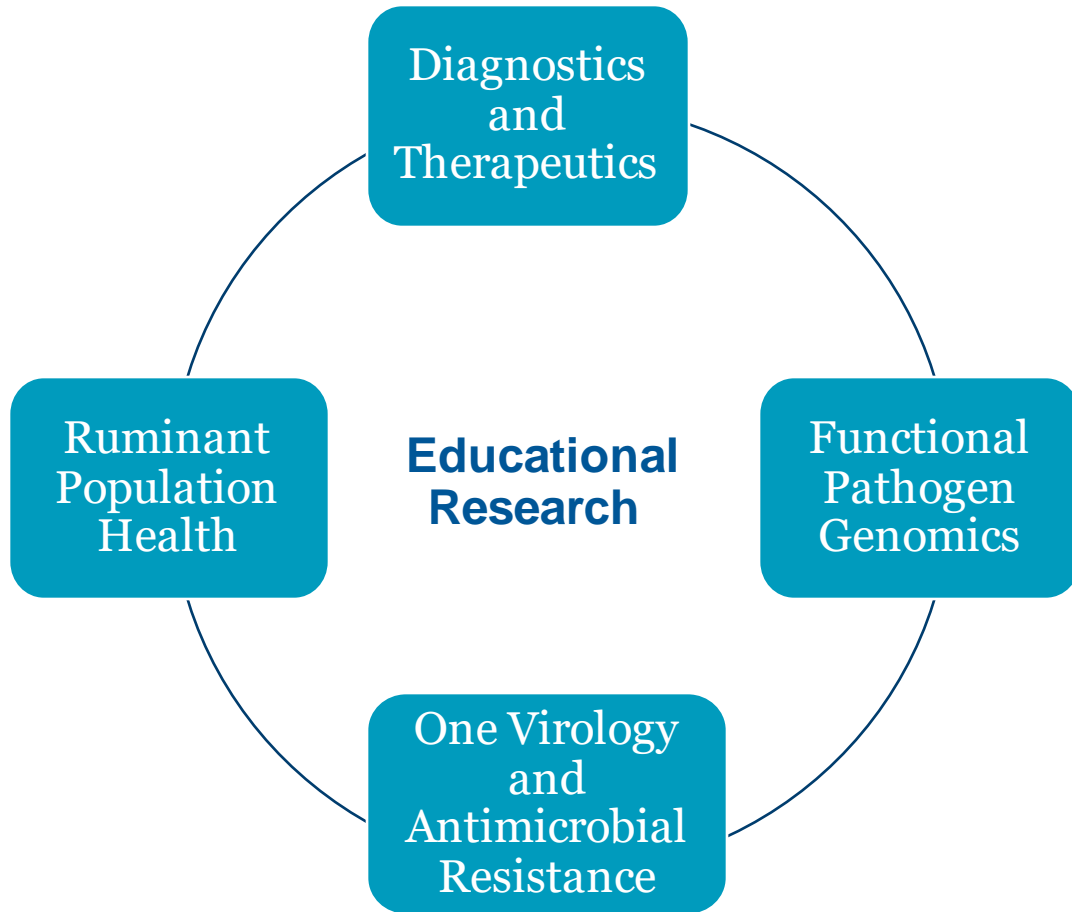 Diagnostics
and
Therapeutics
Ruminant
Population
Health
Educational
Research
Functional
Pathogen
Genomics
One Virology
and
Antimicrobial
Resistance